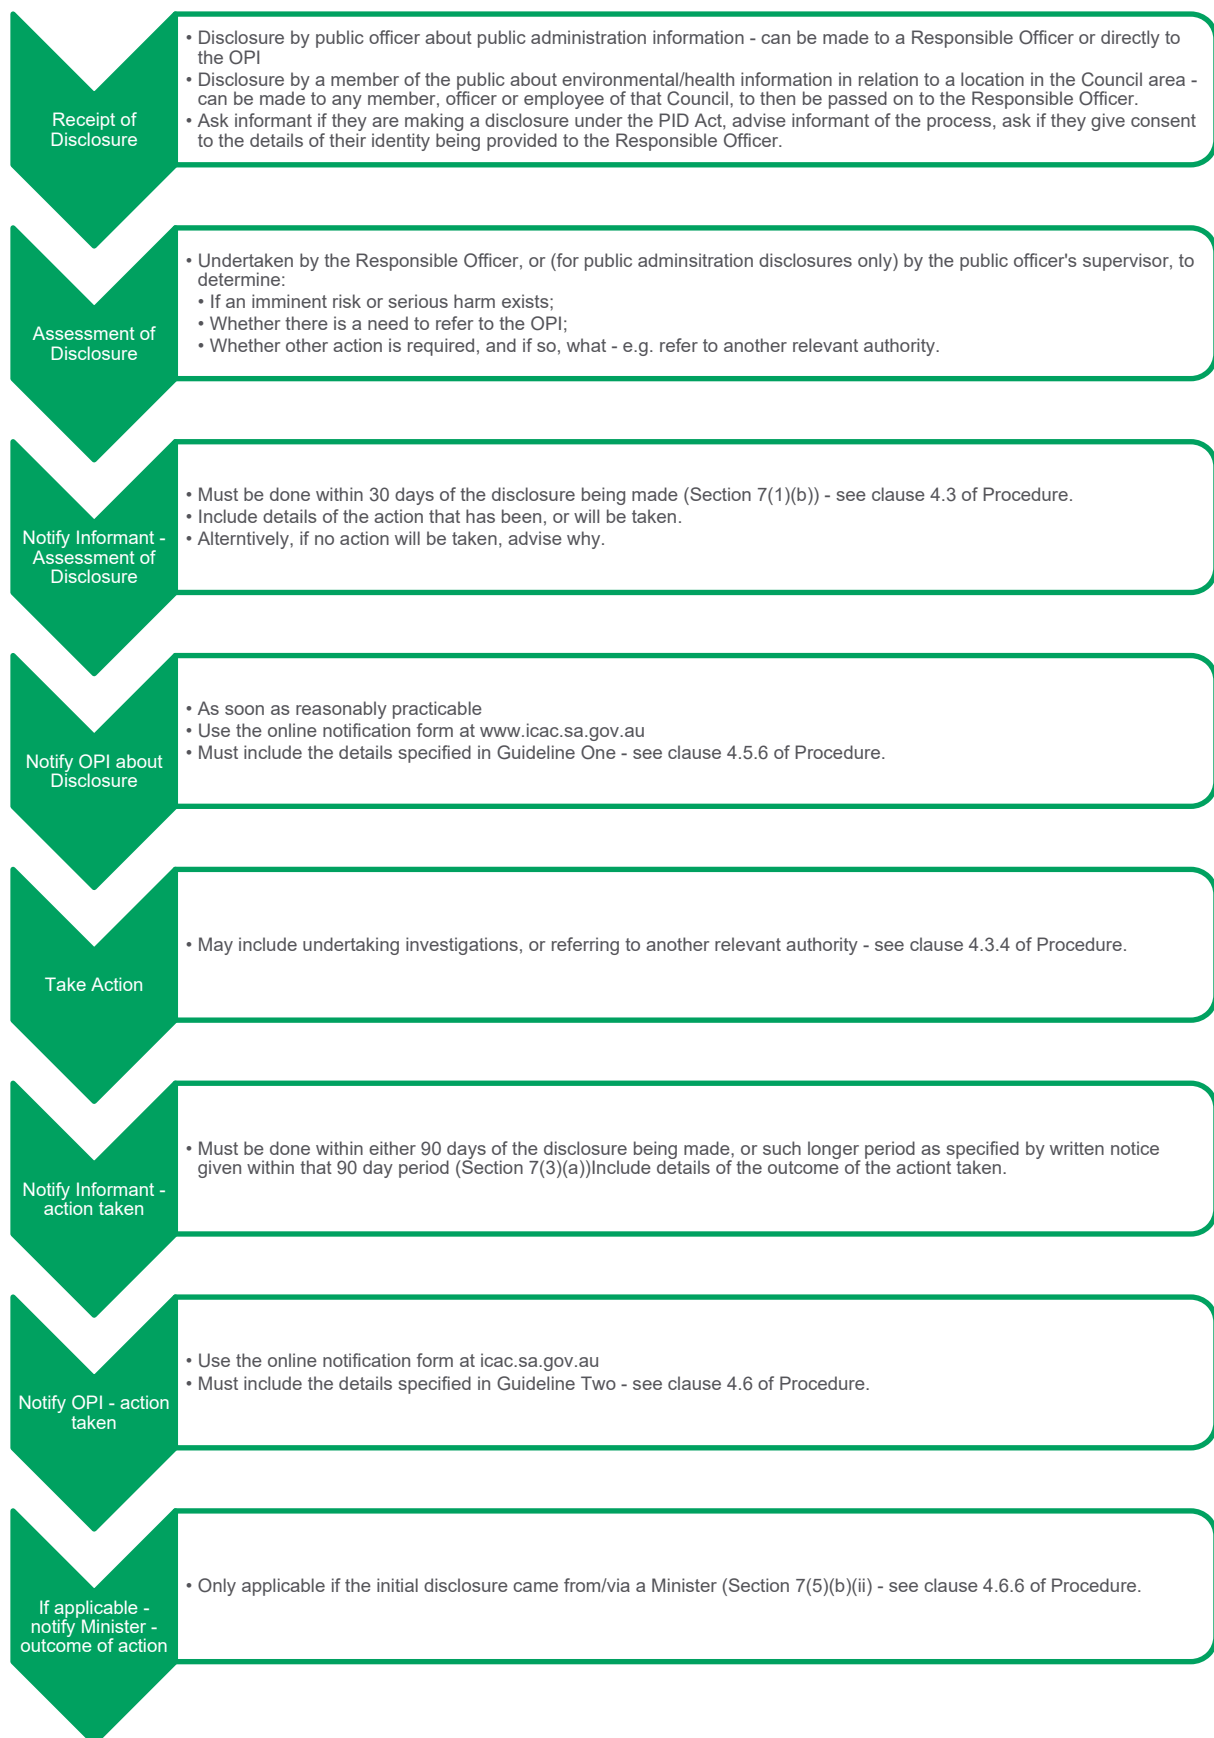 Receipt of
Disclosure
• Disclosure by public officer about public administration information - can be made to a Responsible Officer or directly to
the OPI
• Disclosure by a member of the public about environmental/health information in relation to a location in the Council area -
can be made to any member, officer or employee of that Council, to then be passed on to the Responsible Officer.
• Ask informant if they are making a disclosure under the PID Act, advise informant of the process, ask if they give consent
to the details of their identity being provided to the Responsible Officer.
Assessment of
Disclosure
• Undertaken by the Responsible Officer, or (for public adminsitration disclosures only) by the public officer's supervisor, to
determine:
• If an imminent risk or serious harm exists;
• Whether there is a need to refer to the OPI;
• Whether other action is required, and if so, what - e.g. refer to another relevant authority.
Notify Informant -
Assessment of
Disclosure
• Must be done within 30 days of the disclosure being made (Section 7(1)(b)) - see clause 4.3 of Procedure.
• Include details of the action that has been, or will be taken.
• Alterntively, if no action will be taken, advise why.
Notify OPI about
Disclosure
• As soon as reasonably practicable
• Use the online notification form at www.icac.sa.gov.au
• Must include the details specified in Guideline One - see clause 4.5.6 of Procedure.
Take Action
• May include undertaking investigations, or referring to another relevant authority - see clause 4.3.4 of Procedure.
Notify Informant -
action taken
• Must be done within either 90 days of the disclosure being made, or such longer period as specified by written notice
given within that 90 day period (Section 7(3)(a))Include details of the outcome of the actiont taken.
Notify OPI - action
taken
• Use the online notification form at icac.sa.gov.au
• Must include the details specified in Guideline Two - see clause 4.6 of Procedure.
If applicable -
notify Minister -
outcome of action
• Only applicable if the initial disclosure came from/via a Minister (Section 7(5)(b)(ii) - see clause 4.6.6 of Procedure.